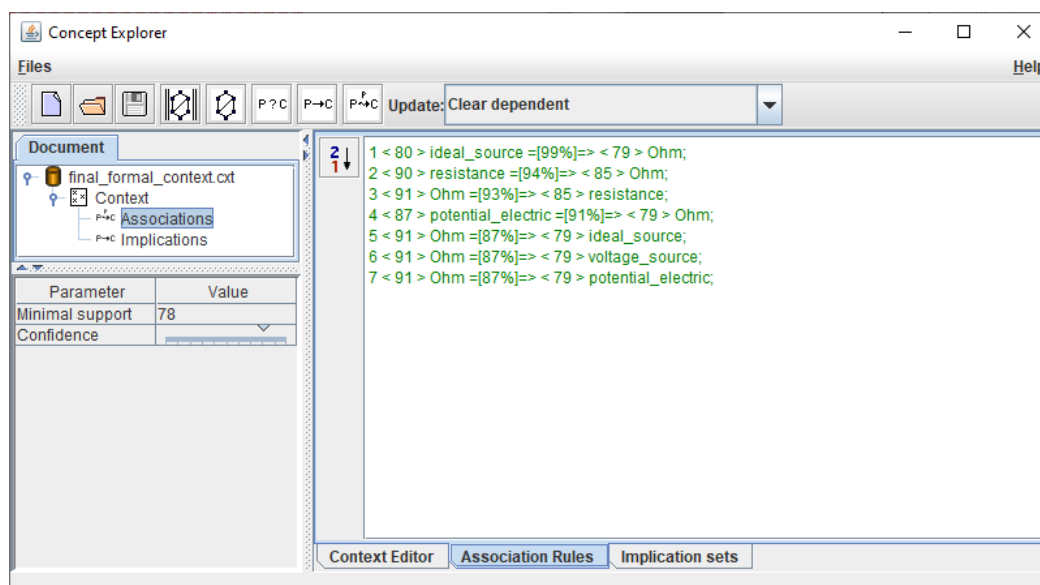 Concept Explorer
Files
Help
P?C
P→C
P↝C
Update: Clear dependent
Document
final_formal_context.cxt
Context
Associations
Implications
Parameter Value
Minimal support 78
Confidence
1 < 80 > ideal_source =[99%]=> < 79 > Ohm;
2 < 90 > resistance =[94%]=> < 85 > Ohm;
3 < 91 > Ohm =[93%]=> < 85 > resistance;
4 < 87 > potential_electric =[91%]=> < 79 > Ohm;
5 < 91 > Ohm =[87%]=> < 79 > ideal_source;
6 < 91 > Ohm =[87%]=> < 79 > voltage_source;
7 < 91 > Ohm =[87%]=> < 79 > potential_electric;
Context Editor Association Rules Implication sets